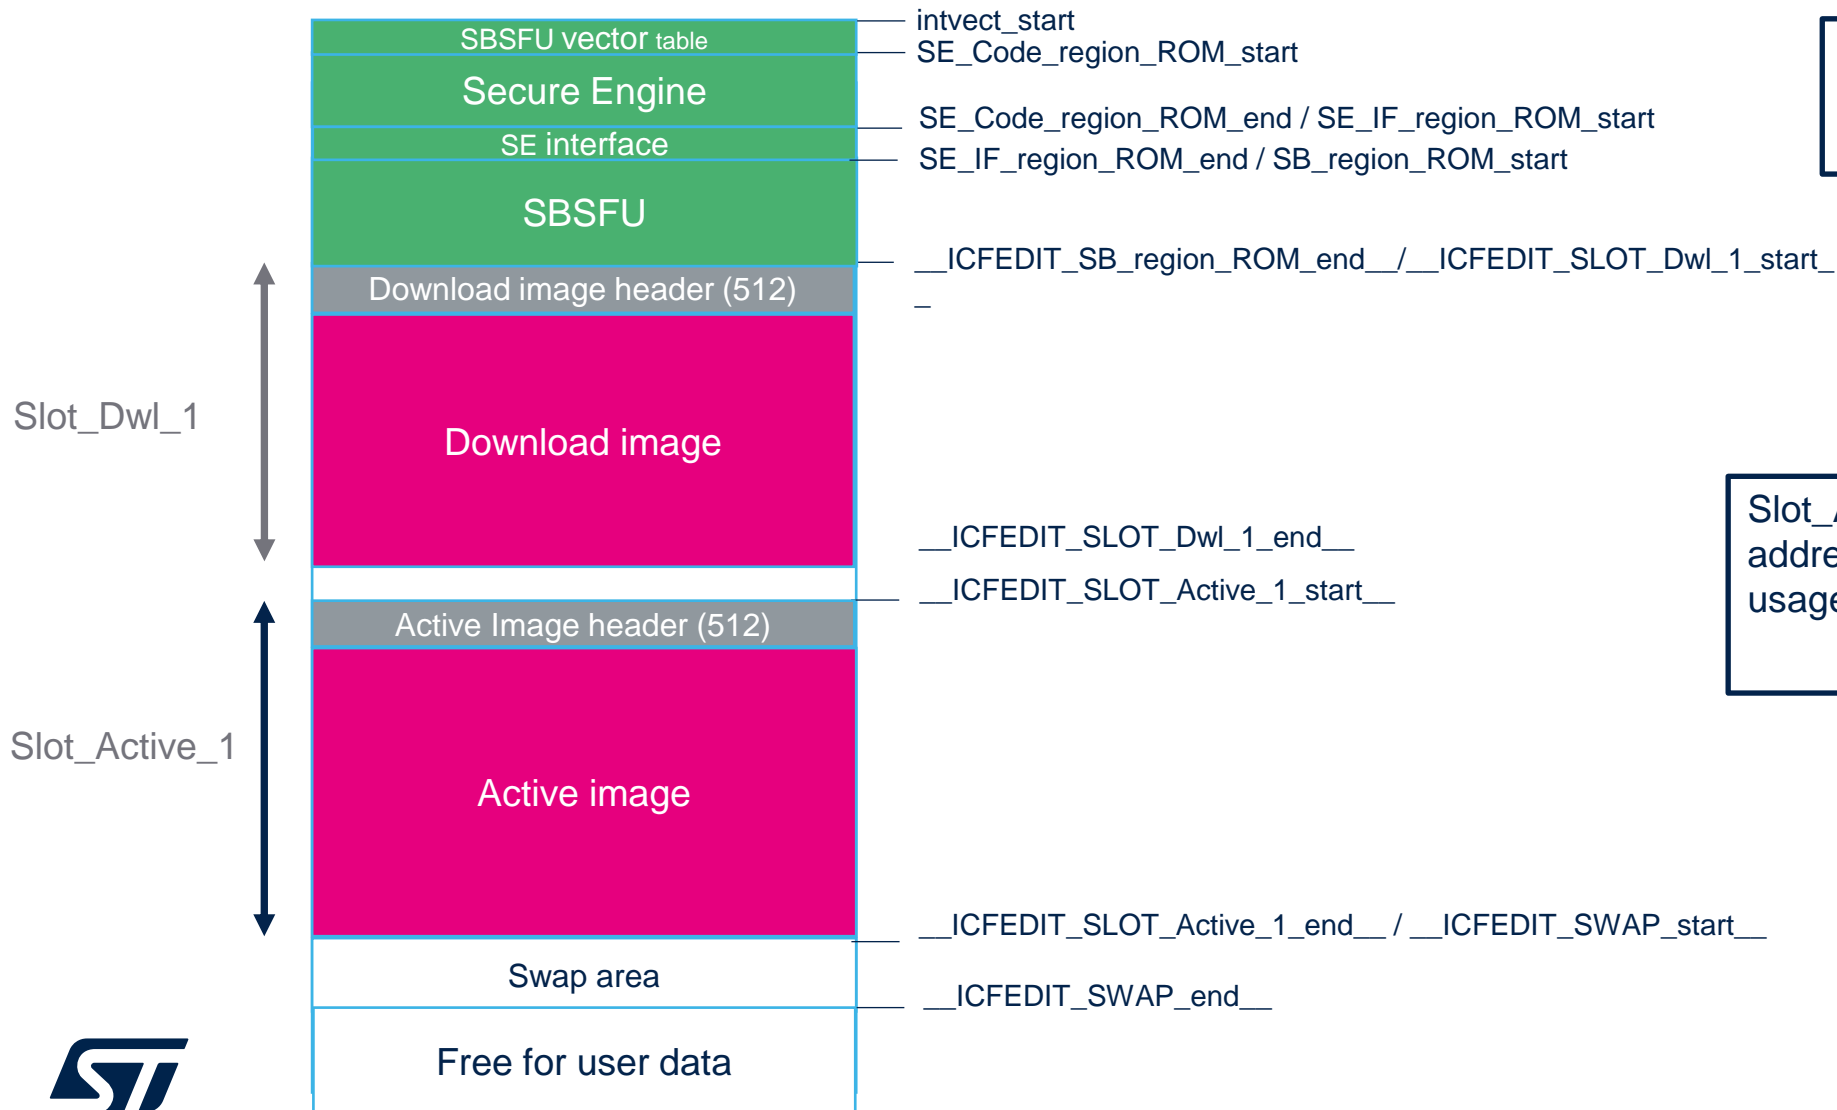 intvect_start
SBSFU vector table
SE_Code_region_ROM_start
Secure Engine
SE_Code_region_ROM_end / SE_IF_region_ROM_start
SE interface
SE_IF_region_ROM_end / SB_region_ROM_start
SBSFU
__ICFEDIT_SB_region_ROM_end__/__ICFEDIT_SLOT_Dwl_1_start_
_
Download image header (512)
Slot_Dwl_1
Download image
__ICFEDIT_SLOT_Dwl_1_end__
__ICFEDIT_SLOT_Active_1_start__
Active Image header (512)
Slot_Active_1
Active image
__ICFEDIT_SLOT_Active_1_end__ / __ICFEDIT_SWAP_start__
Swap area
__ICFEDIT_SWAP_end__
Free for user data
ST